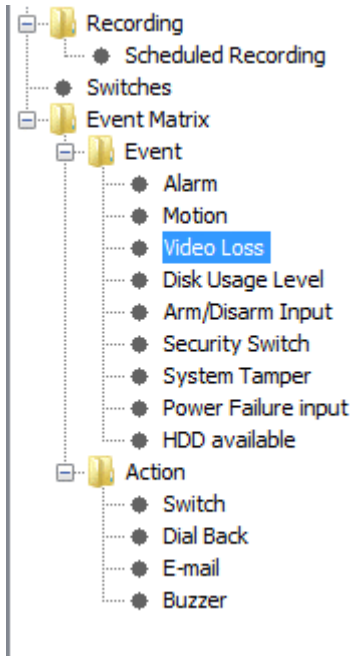 Recording
Scheduled Recording
Switches
Event Matrix
Event
Alarm
Motion
Video Loss
Disk Usage Level
Arm/Disarm Input
Security Switch
System Tamper
Power Failure input
HDD available
Action
Switch
Dial Back
E-mail
Buzzer